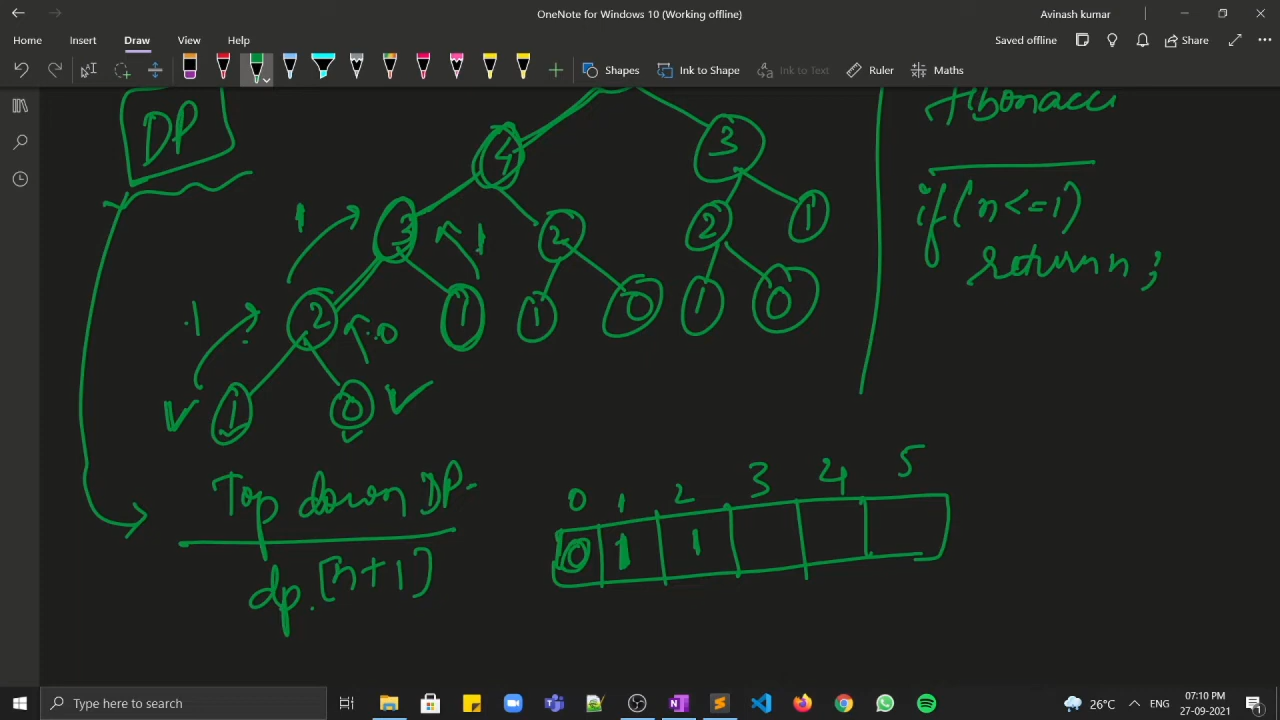 OneNote for Windows 10 (Working offline)
Avinash kumar
Home Insert Draw View Help
Saved offline
Share
Shapes
Ink to Shape
Ink to Text
Ruler
Maths
DP
fibonacci
4 3
if(n<=1)
return n ;
1 3 1 2 2 1
1 2 0 1 1 0 1 0
1 0
Top down DP
dp[n+1]
0 1 2 3 4 5
0 1 1
Type here to search
26°C
ENG
07:10 PM
27-09-2021
1